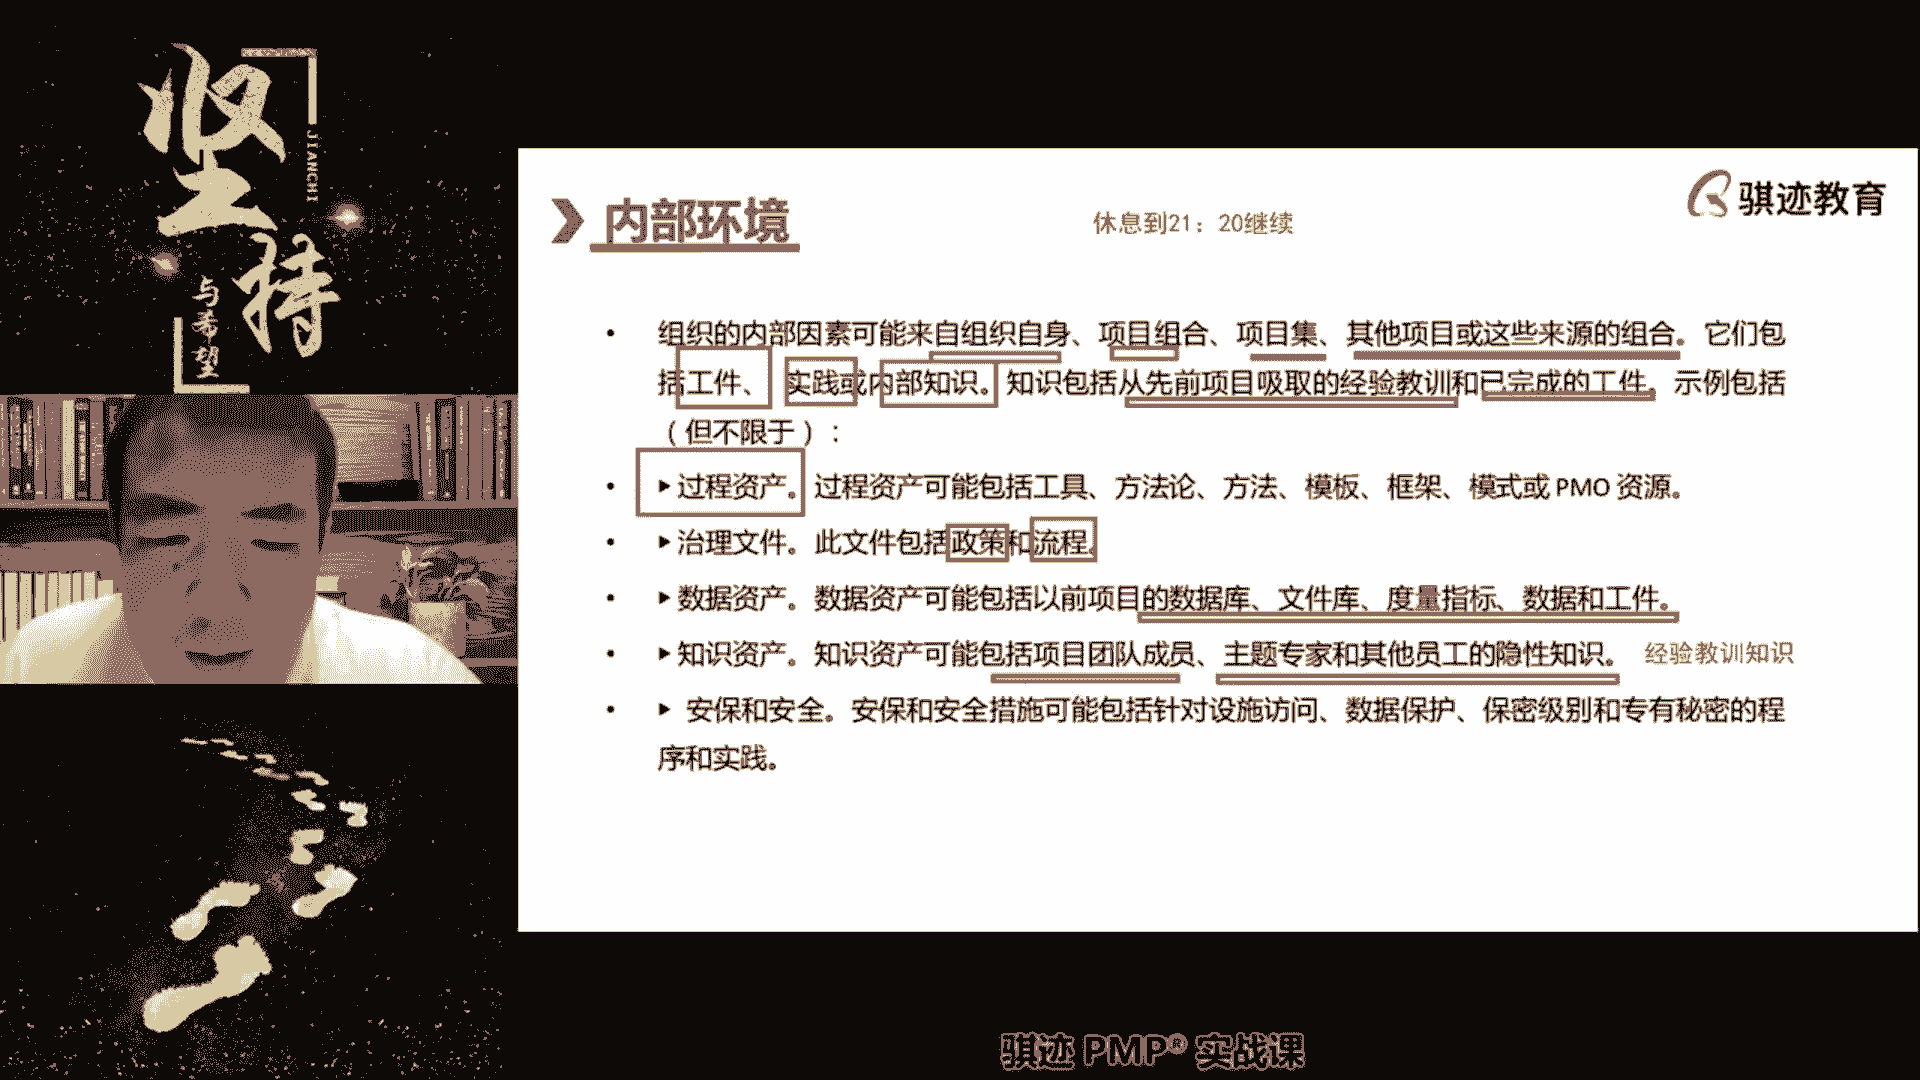 坚持
JIANCHI
与希望
内部环境
休息到21：20继续
骐迹教育
• 组织的内部因素可能来自组织自身、项目组合、项目集、其他项目或这些来源的组合。它们包
括工件、实践或内部知识。知识包括从先前项目吸取的经验教训和已完成的工件。示例包括
（但不限于）：
• ▶过程资产。过程资产可能包括工具、方法论、方法、模板、框架、模式或 PMO 资源。
• ▶治理文件。此文件包括政策和流程。
• ▶数据资产。数据资产可能包括以前项目的数据库、文件库、度量指标、数据和工件。
• ▶知识资产。知识资产可能包括项目团队成员、主题专家和其他员工的隐性知识。 经验教训知识
• ▶ 安保和安全。安保和安全措施可能包括针对设施访问、数据保护、保密级别和专有秘密的程
序和实践。
骐迹 PMP® 实战课